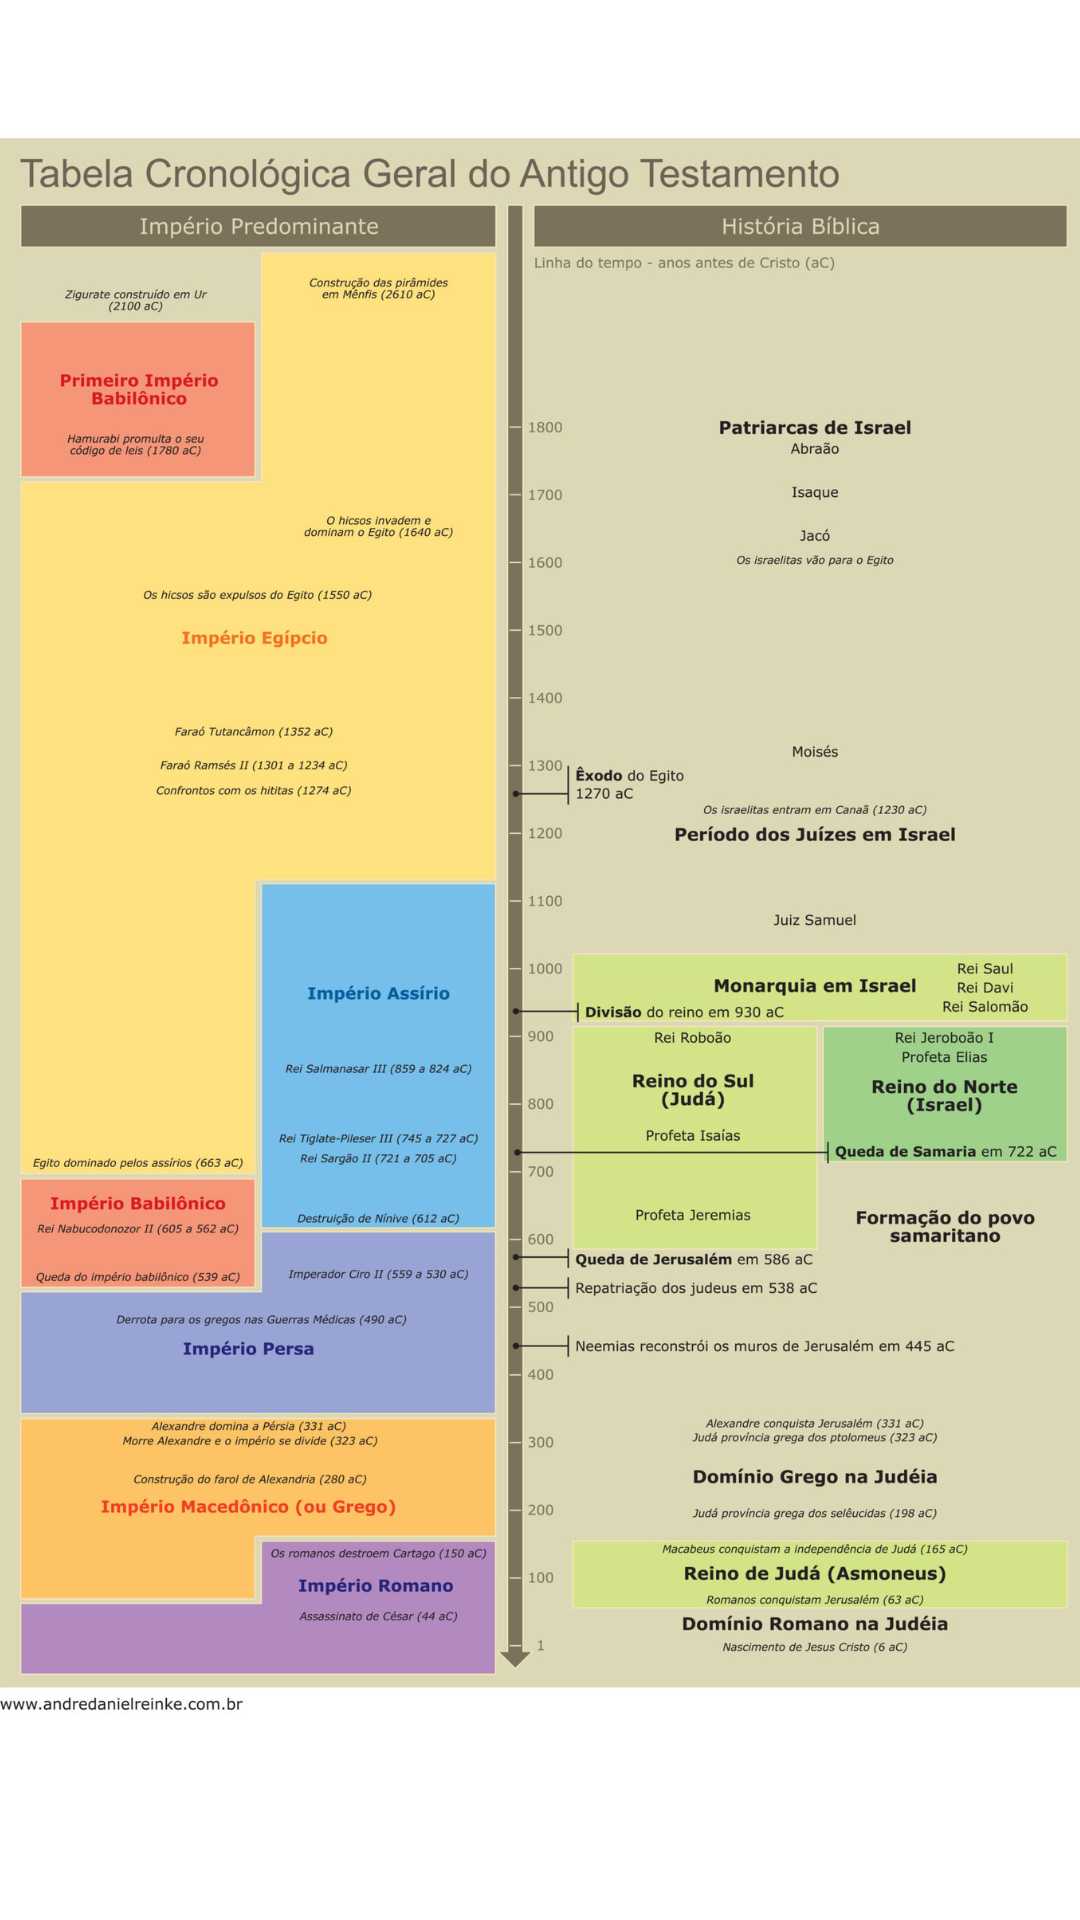 Tabela Cronológica Geral do Antigo Testamento
Império Predominante
Zigurate construído em Ur
(2100 aC)
Construção das pirâmides
em Mênfis (2610 aC)
Primeiro Império
Babilônico
Hamurabi promulta o seu
código de leis (1780 aC)
O hicsos invadem e
dominam o Egito (1640 aC)
Os hicsos são expulsos do Egito (1550 aC)
Império Egípcio
Faraó Tutancâmon (1352 aC)
Faraó Ramsés II (1301 a 1234 aC)
Confrontos com os hititas (1274 aC)
Império Assírio
Rei Salmanasar III (859 a 824 aC)
Rei Tiglate-Pileser III (745 a 727 aC)
Rei Sargão II (721 a 705 aC)
Egito dominado pelos assírios (663 aC)
Destruição de Nínive (612 aC)
Império Babilônico
Rei Nabucodonozor II (605 a 562 aC)
Queda do império babilônico (539 aC)
Imperador Ciro II (559 a 530 aC)
Derrota para os gregos nas Guerras Médicas (490 aC)
Império Persa
Alexandre domina a Pérsia (331 aC)
Morre Alexandre e o império se divide (323 aC)
Construção do farol de Alexandria (280 aC)
Império Macedônico (ou Grego)
Os romanos destroem Cartago (150 aC)
Império Romano
Assassinato de César (44 aC)
História Bíblica
Linha do tempo - anos antes de Cristo (aC)
1800
1700
1600
1500
1400
1300
1200
1100
1000
900
800
700
600
500
400
300
200
100
1
Patriarcas de Israel
Abraão
Isaque
Jacó
Os israelitas vão para o Egito
Moisés
Êxodo do Egito
1270 aC
Os israelitas entram em Canaã (1230 aC)
Período dos Juízes em Israel
Juiz Samuel
Monarquia em Israel
Rei Saul
Rei Davi
Rei Salomão
Divisão do reino em 930 aC
Rei Roboão
Reino do Sul
(Judá)
Profeta Isaías
Profeta Jeremias
Rei Jeroboão I
Profeta Elias
Reino do Norte
(Israel)
Queda de Samaria em 722 aC
Formação do povo
samaritano
Queda de Jerusalém em 586 aC
Repatriação dos judeus em 538 aC
Neemias reconstrói os muros de Jerusalém em 445 aC
Alexandre conquista Jerusalém (331 aC)
Judá província grega dos ptolomeus (323 aC)
Domínio Grego na Judéia
Judá província grega dos selêucidas (198 aC)
Macabeus conquistam a independência de Judá (165 aC)
Reino de Judá (Asmoneus)
Romanos conquistam Jerusalém (63 aC)
Domínio Romano na Judéia
Nascimento de Jesus Cristo (6 aC)
www.andredanielreinke.com.br